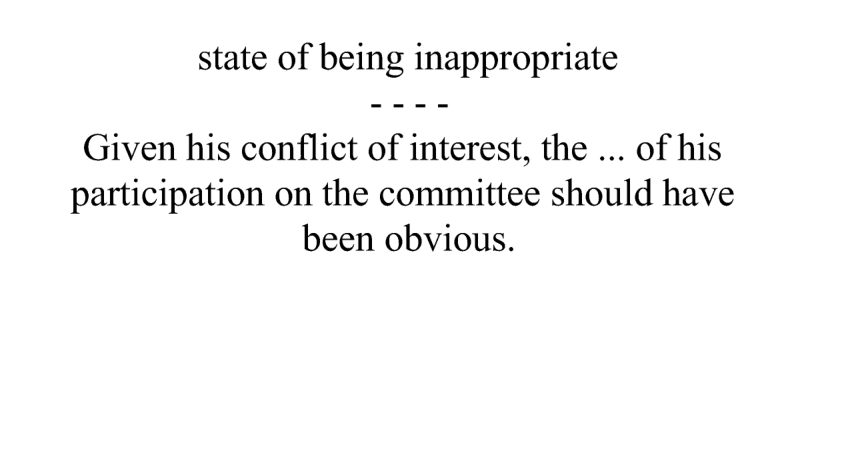 state of being inappropriate
- - - -
Given his conflict of interest, the ... of his
participation on the committee should have
been obvious.